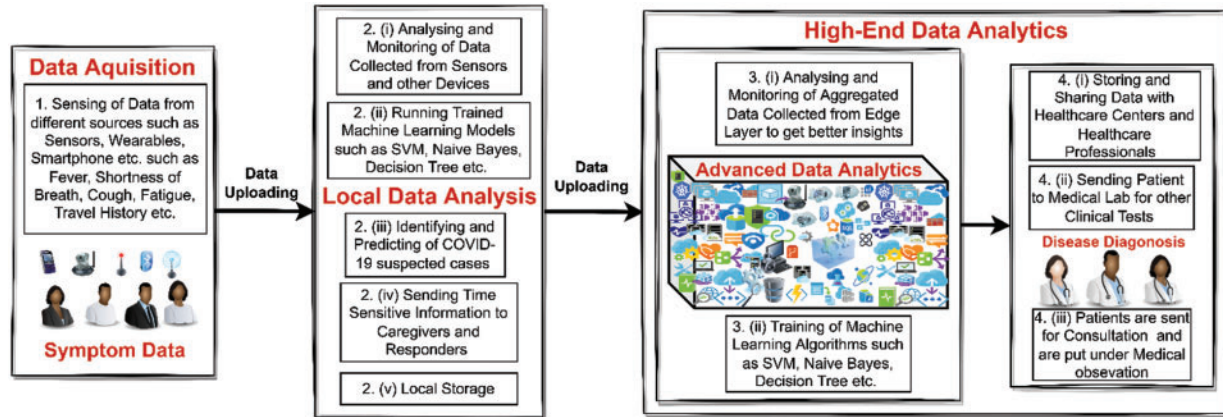 Data Aquisition
1. Sensing of Data from
different sources such as
Sensors, Wearables,
Smartphone etc. such as
Fever, Shortness of
Breath, Cough, Fatigue,
Travel History etc.
Symptom Data
Data
Uploading
2. (i) Analysing and
Monitoring of Data
Collected from Sensors
and other Devices
2. (ii) Running Trained
Machine Learning Models
such as SVM, Naive Bayes,
Decision Tree etc.
Local Data Analysis
2. (iii) Identifying and
Predicting of COVID-
19 suspected cases
2. (iv) Sending Time
Sensitive Information to
Caregivers and
Responders
2. (v) Local Storage
Data
Uploading
High-End Data Analytics
3. (i) Analysing and
Monitoring of Aggregated
Data Collected from Edge
Layer to get better insights
Advanced Data Analytics
3. (ii) Training of Machine
Learning Algorithms such
as SVM, Naive Bayes,
Decision Tree etc.
4. (i) Storing and
Sharing Data with
Healthcare Centers and
Healthcare
Professionals
4. (ii) Sending Patient
to Medical Lab for other
Clinical Tests
Disease Diagonosis
4. (iii) Patients are sent
for Consultation and
are put under Medical
obsevation